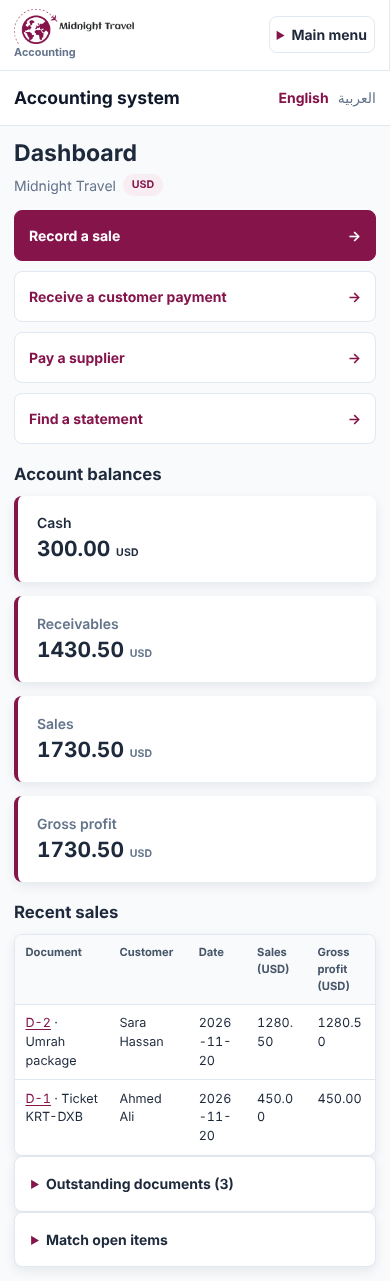 Midnight Travel
Accounting
▶ Main menu
Accounting system
English العربية
Dashboard
Midnight Travel USD
Record a sale →
Receive a customer payment →
Pay a supplier →
Find a statement →
Account balances
Cash
300.00 USD
Receivables
1430.50 USD
Sales
1730.50 USD
Gross profit
1730.50 USD
Recent sales
Document Customer Date Sales (USD) Gross profit (USD)
D-2 · Umrah package Sara Hassan 2026-11-20 1280.50 1280.50
D-1 · Ticket KRT-DXB Ahmed Ali 2026-11-20 450.00 450.00
▶ Outstanding documents (3)
▶ Match open items